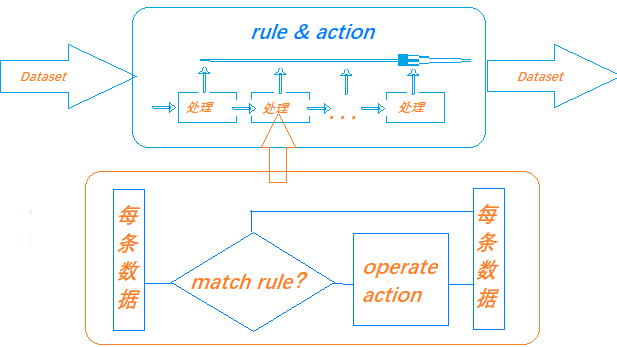 rule & action
Dataset
Dataset
处理
处理
...
处理
每条数据
match rule?
operate
action
每条数据